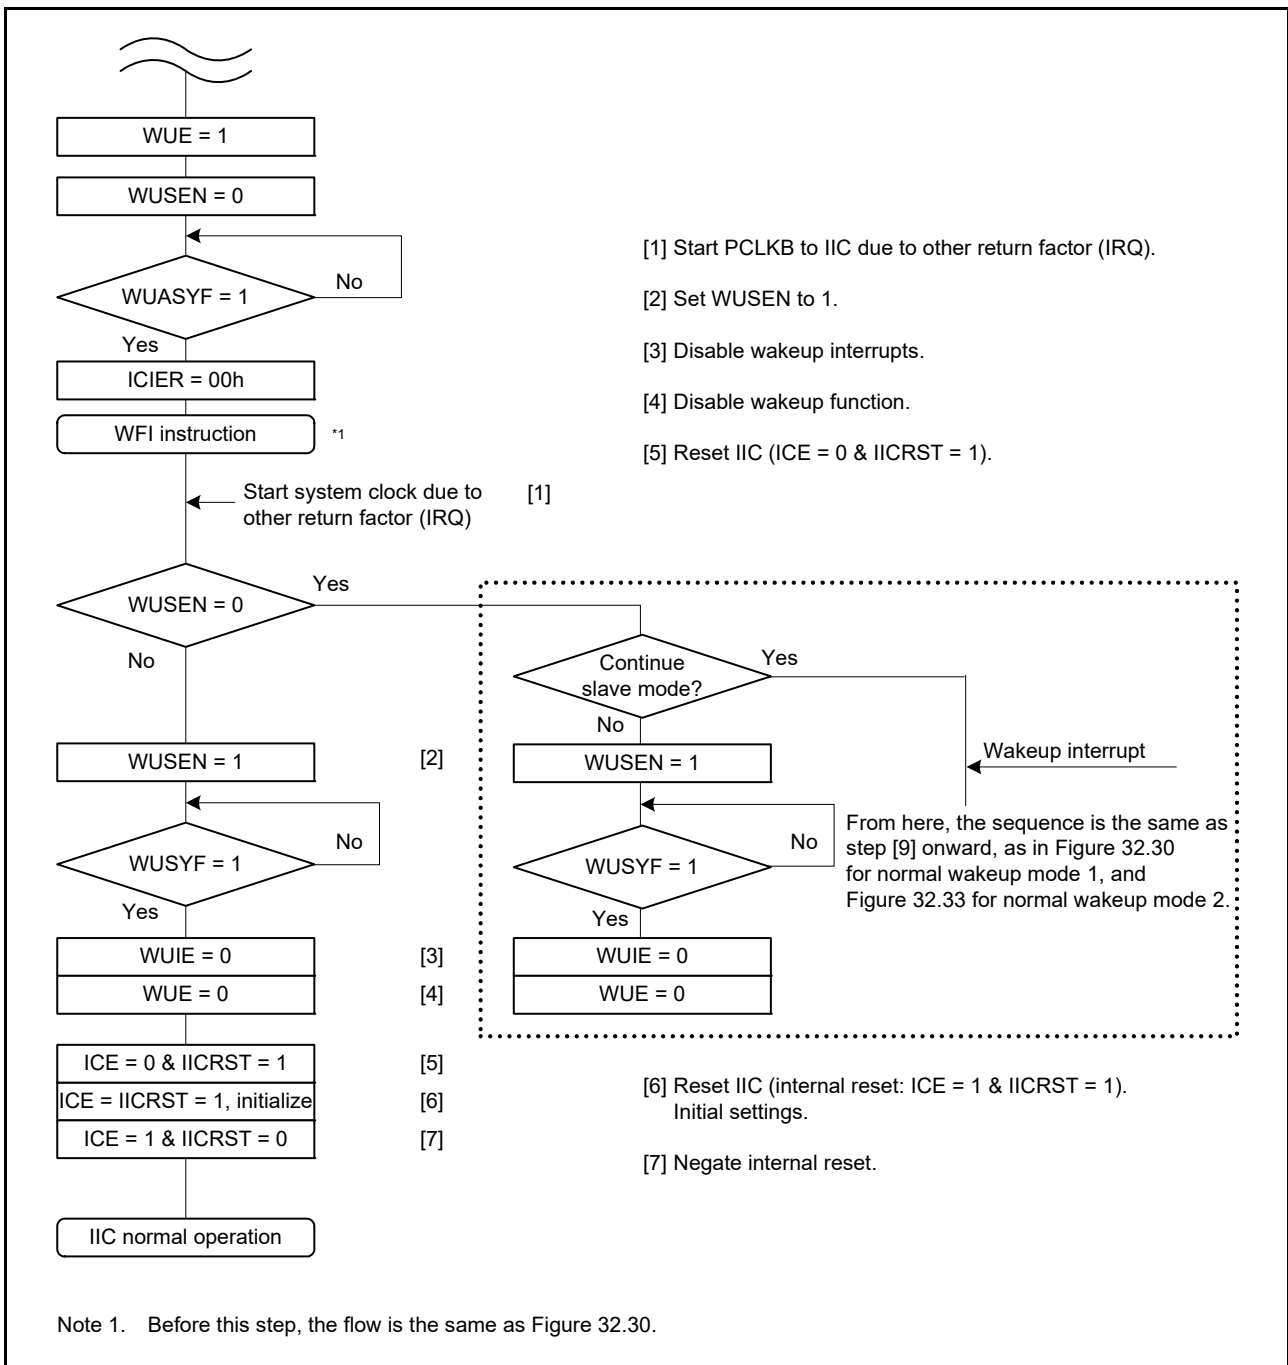 WUE = 1
WUSEN = 0
WUASYF = 1
No
Yes
ICIER = 00h
WFI instruction
*1
Start system clock due to
other return factor (IRQ)
[1]
[1] Start PCLKB to IIC due to other return factor (IRQ).
[2] Set WUSEN to 1.
[3] Disable wakeup interrupts.
[4] Disable wakeup function.
[5] Reset IIC (ICE = 0 & IICRST = 1).
WUSEN = 0
Yes
No
WUSEN = 1
[2]
WUSYF = 1
No
Yes
WUIE = 0
[3]
WUE = 0
[4]
ICE = 0 & IICRST = 1
[5]
ICE = IICRST = 1, initialize
[6]
ICE = 1 & IICRST = 0
[7]
IIC normal operation
Continue
slave mode?
Yes
No
WUSEN = 1
WUSYF = 1
No
Yes
WUIE = 0
WUE = 0
Wakeup interrupt
From here, the sequence is the same as
step [9] onward, as in Figure 32.30
for normal wakeup mode 1, and
Figure 32.33 for normal wakeup mode 2.
[6] Reset IIC (internal reset: ICE = 1 & IICRST = 1).
Initial settings.
[7] Negate internal reset.
Note 1. Before this step, the flow is the same as Figure 32.30.